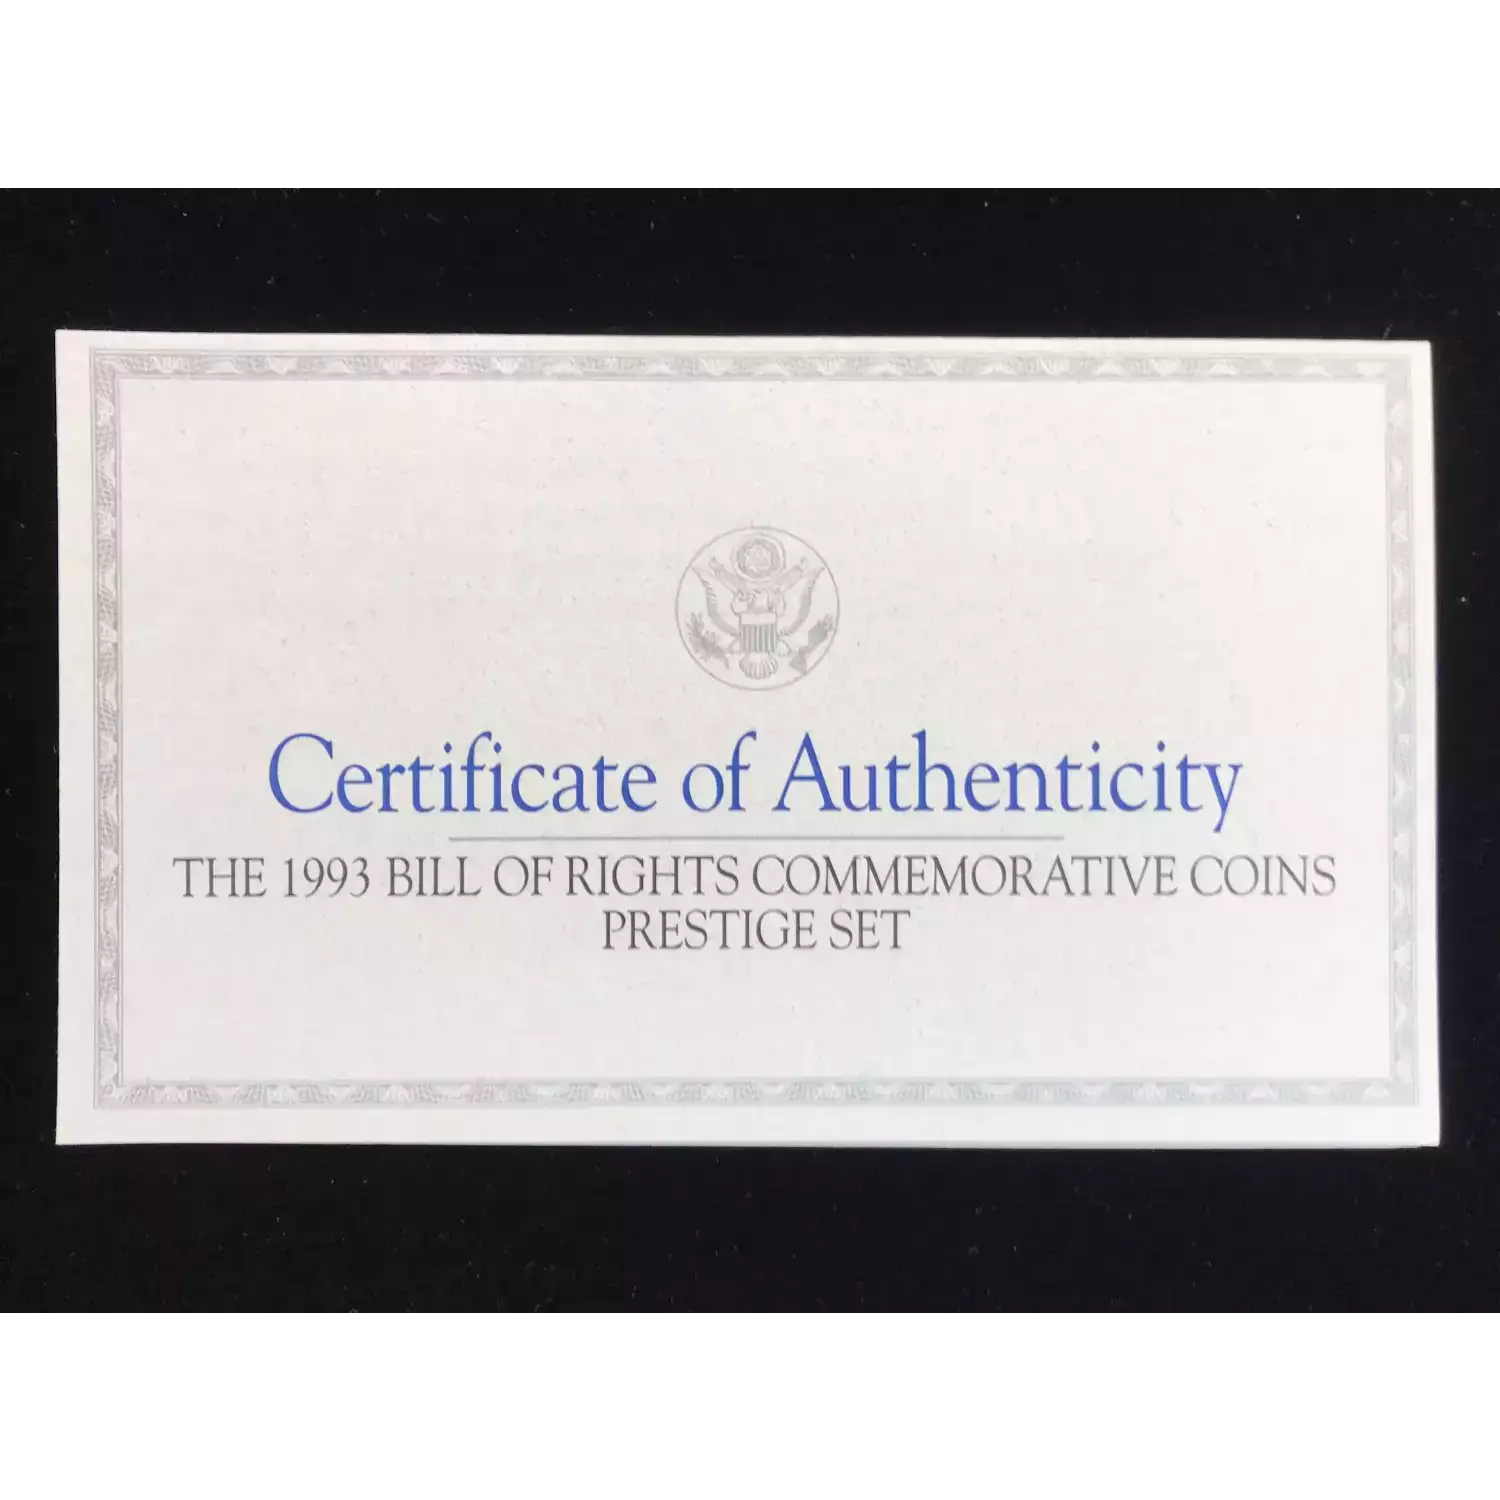 Certificate of Authenticity
THE 1993 BILL OF RIGHTS COMMEMORATIVE COINS
PRESTIGE SET